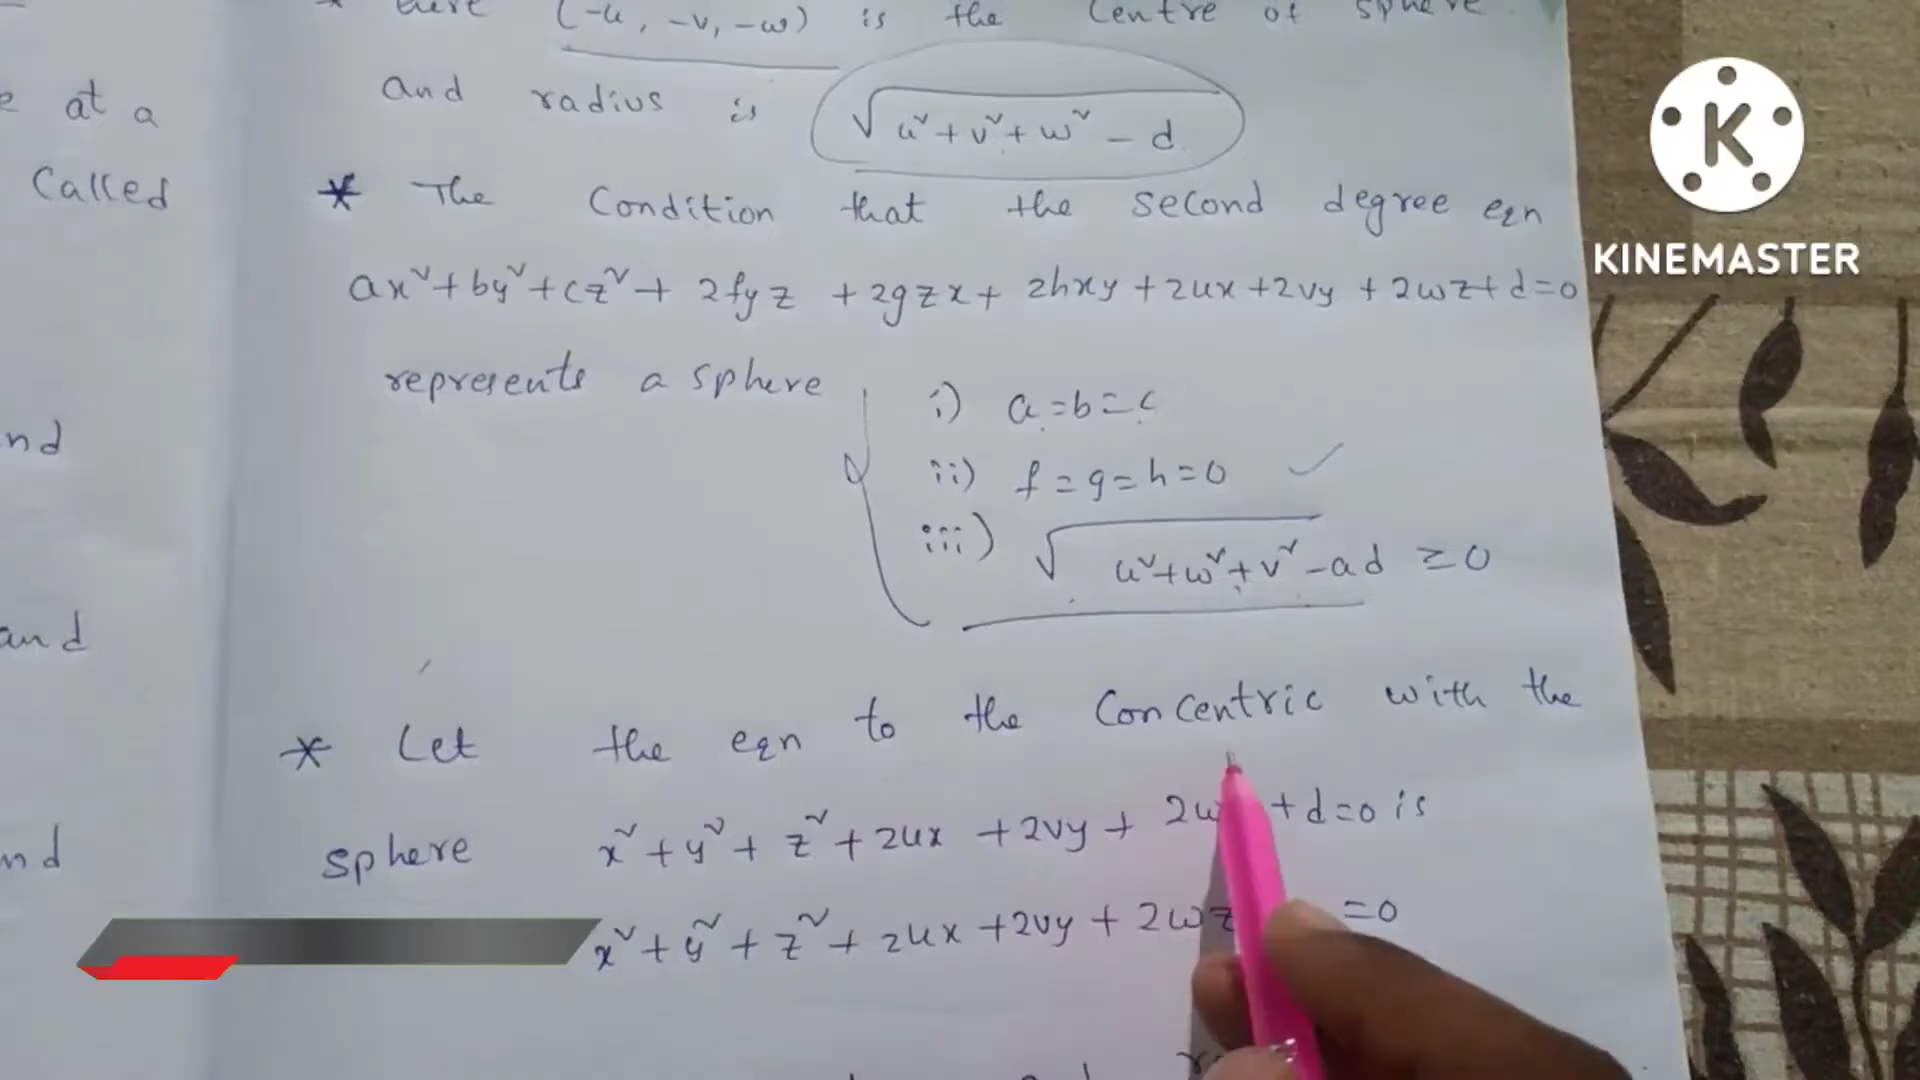 * here (-u, -v, -w) is the centre of sphere
and radius is √u²+v²+w²-d
* The Condition that the second degree eqn
ax²+by²+cz²+2fyz+2gzx+2hxy+2ux+2vy+2wz+d=0
represents a sphere
i) a=b=c
ii) f=g=h=0
iii) √u²+w²+v²-ad ≥0
* Let the eqn to the Concentric with the
sphere x²+y²+z²+2ux+2vy+2w +d=0 is
x²+y²+z²+2ux+2vy+2wz =0
at a
Called
nd
and
nd
K
KINEMASTER